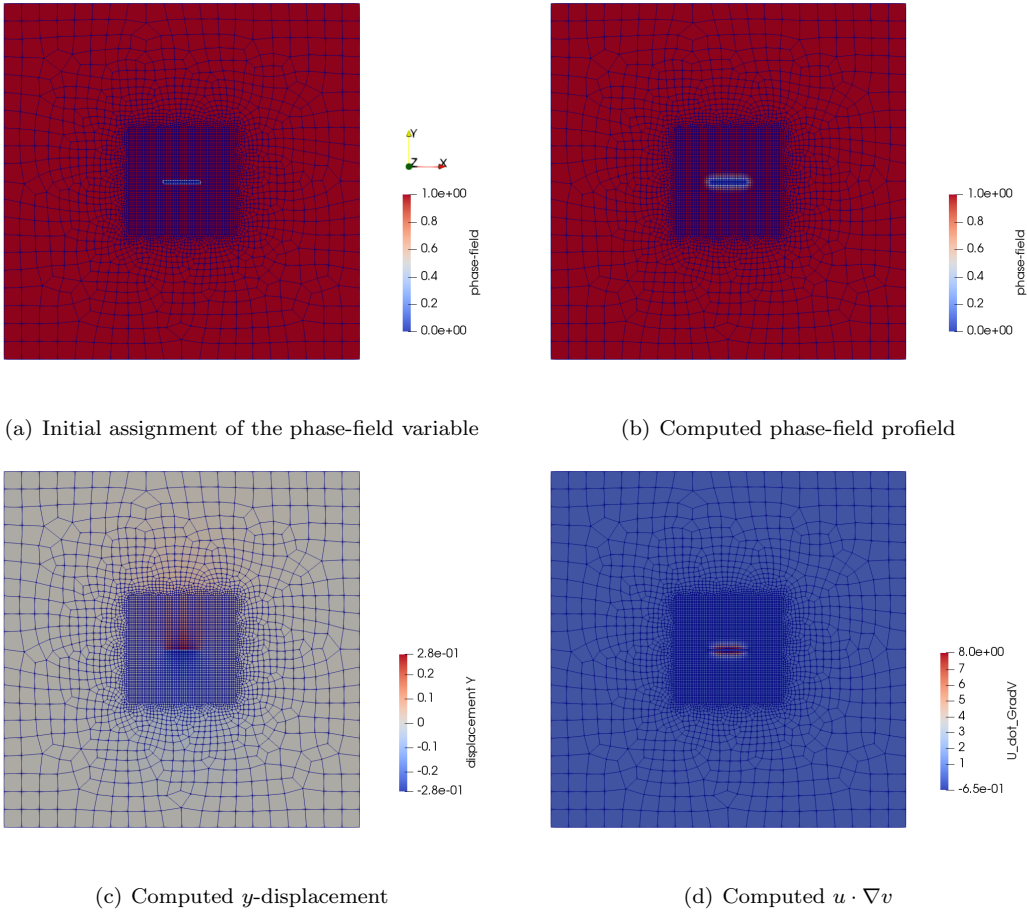 Y
Z X
1.0e+00
0.8
0.6
0.4
0.2
0.0e+00
phase-field
1.0e+00
0.8
0.6
0.4
0.2
0.0e+00
phase-field
(a) Initial assignment of the phase-field variable
(b) Computed phase-field profield
2.8e-01
0.2
0.1
0
-0.1
-0.2
-2.8e-01
displacement Y
8.0e+00
7
6
5
4
3
2
1
-6.5e-01
U_dot_GradV
(c) Computed y-displacement
(d) Computed u · ∇v